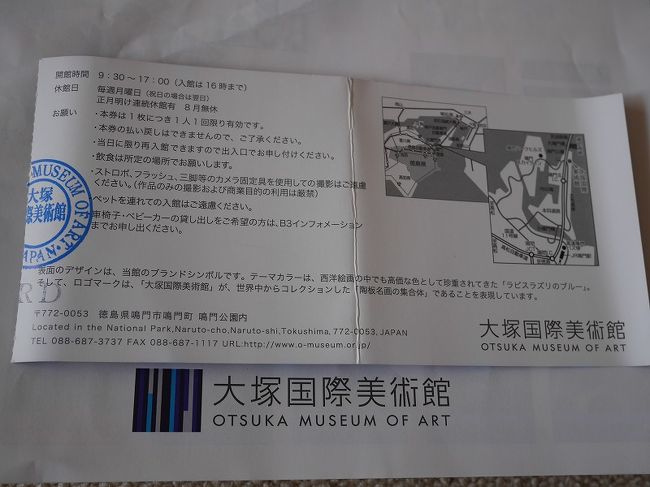 開館時間 9:30～17:00（入館は16時まで）
休館日 毎週月曜日（祝日の場合は翌日）
正月明け連続休館有 8月無休
お願い ・本券は1枚につき1人1回限り有効です。
・本券の払い戻しはできませんので、ご了承ください。
・当日に限り再入館できますので出入口でお申し付けください。
・飲食は所定の場所でお願いします。
・ストロボ、フラッシュ、三脚等のカメラ固定具を使用しての撮影はご遠慮
ください。（作品のみの撮影および商業目的の利用は厳禁）
ペットを連れての入館はご遠慮ください。
車椅子・ベビーカーの貸し出しをご希望の方は、B3インフォメーション
までお申し出ください。
MUSEUM OF ART
大塚
国際美術館
JAPAN
表面のデザインは、当館のブランドシンボルです。テーマカラーは、西洋絵画の中でも高価な色として珍重されてきた「ラピスラズリのブルー」。
そして、ロゴマークは、「大塚国際美術館」が、世界中からコレクションした「陶板名画の集合体」であることを表現しています。
RD
〒772-0053 徳島県鳴門市鳴門町 鳴門公園内
Located in the National Park,Naruto-cho,Naruto-shi,Tokushima, 772-0053, JAPAN
TEL 088-687-3737 FAX 088-687-1117 URL:http://www.o-museum.or.jp/
大塚国際美術館
OTSUKA MUSEUM OF ART
大塚国際美術館
OTSUKA MUSEUM OF ART